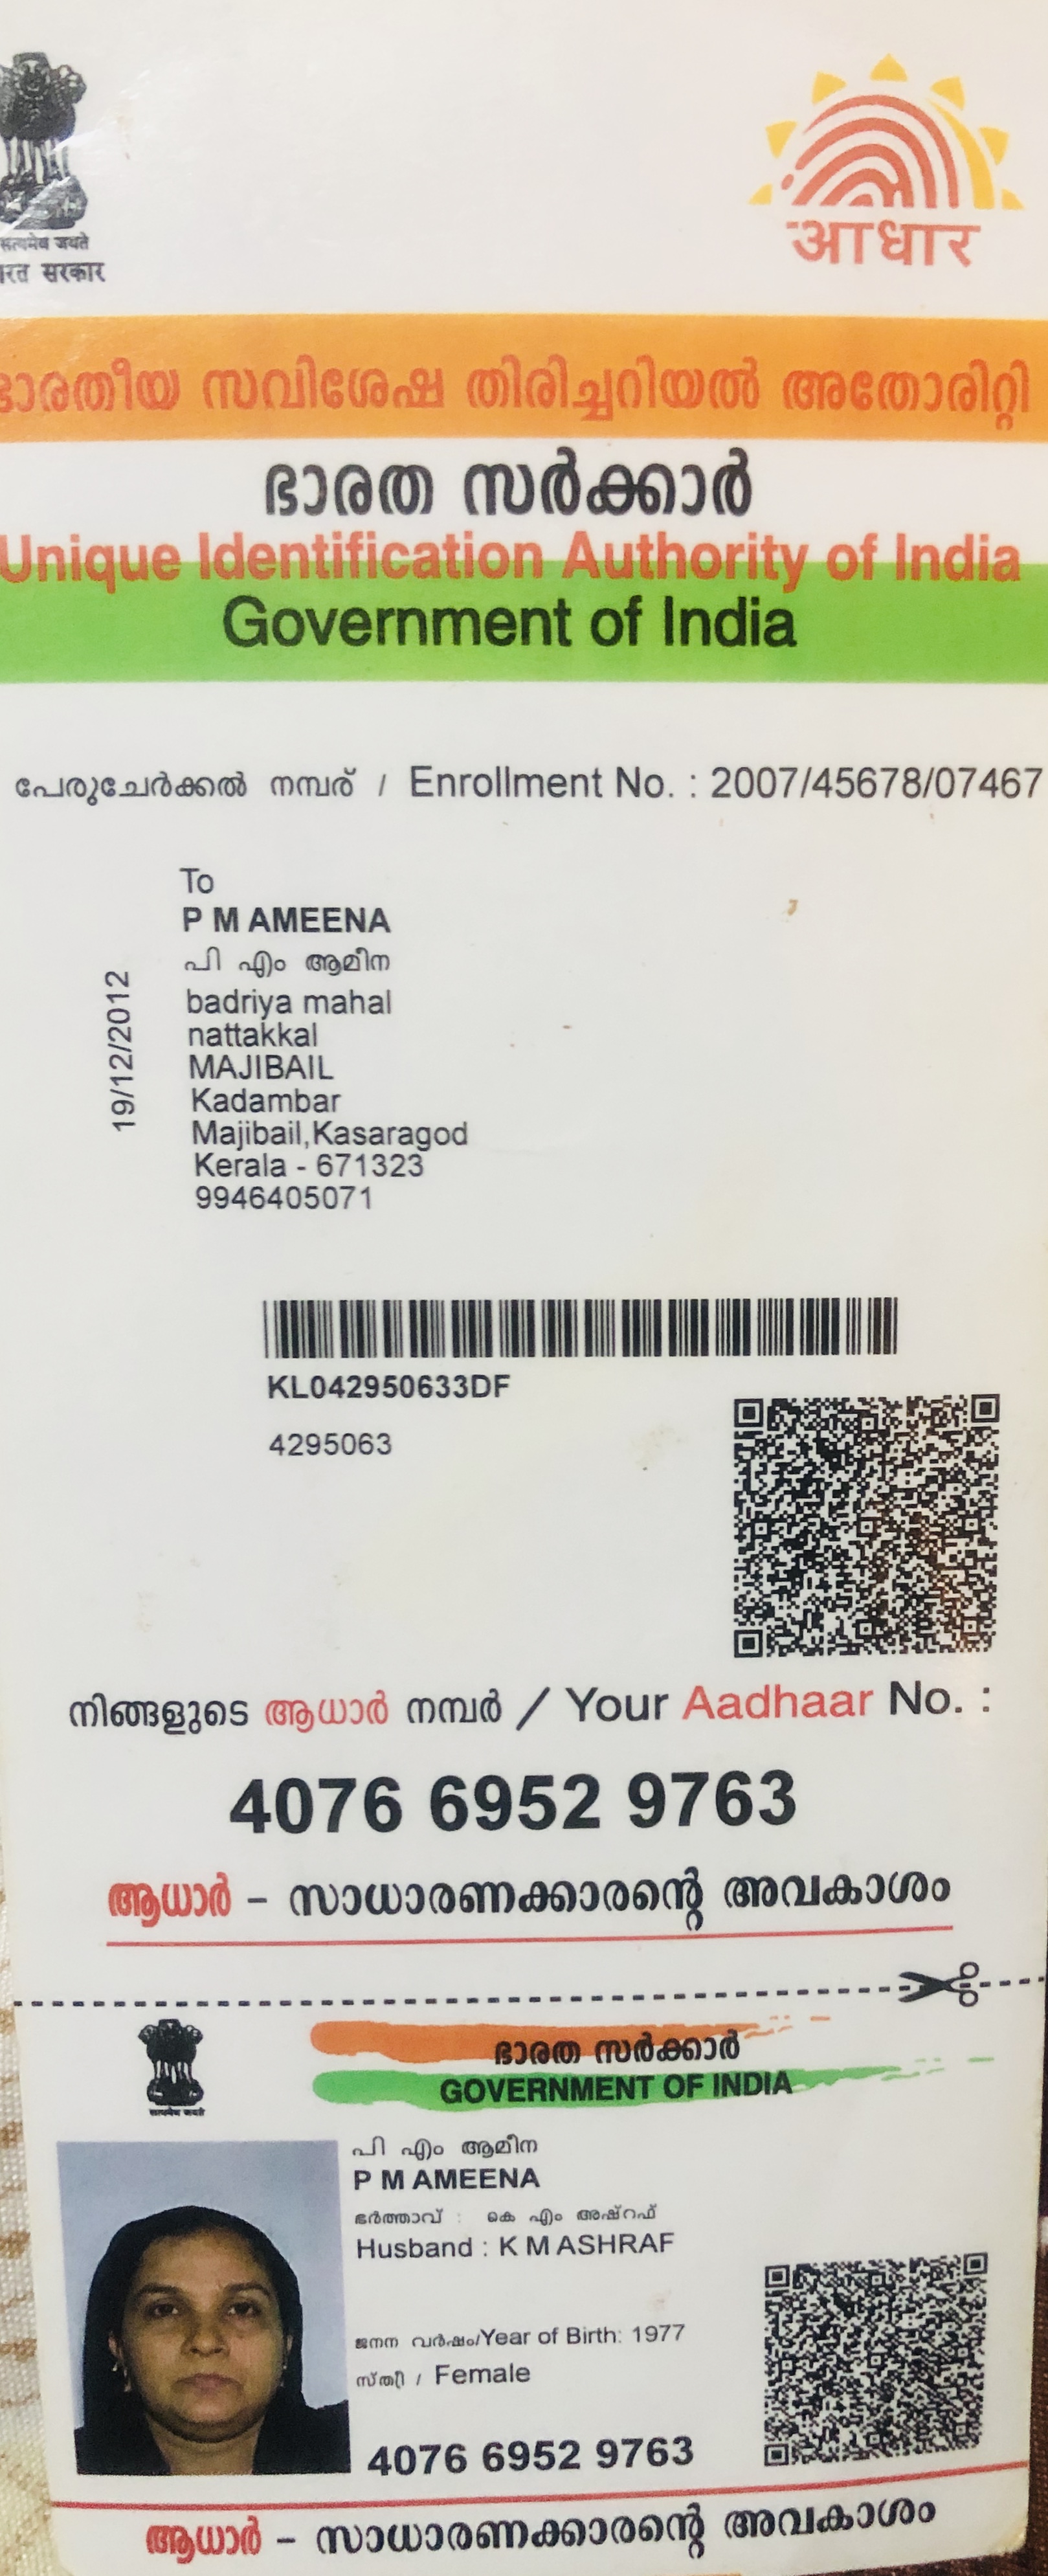 सत्यमेव जयते
सरकार
आधार
സവിശേഷ തിരിച്ചറിയൽ അതോരിറ്റി
ഭാരത സർക്കാർ
Unique Identification Authority of India
Government of India
പേരുചേർക്കൽ നമ്പര് / Enrollment No. : 2007/45678/07467
To
P M AMEENA
പി എം ആമീന
badriya mahal
nattakkal
MAJIBAIL
Kadambar
Majibail,Kasaragod
Kerala - 671323
9946405071
19/12/2012
KL042950633DF
4295063
നിങ്ങളുടെ ആധാർ നമ്പർ / Your Aadhaar No. :
4076 6952 9763
ആധാർ - സാധാരണക്കാരന്റെ അവകാശം
ഭാരത സർക്കാർ
GOVERNMENT OF INDIA
सत्यमेव जयते
പി എം ആമീന
P M AMEENA
ഭർത്താവ് : കെ എം അഷ്റഫ്
Husband : K M ASHRAF
ജനന വർഷം/Year of Birth: 1977
സ്ത്രീ / Female
4076 6952 9763
ആധാർ - സാധാരണക്കാരന്റെ അവകാശം